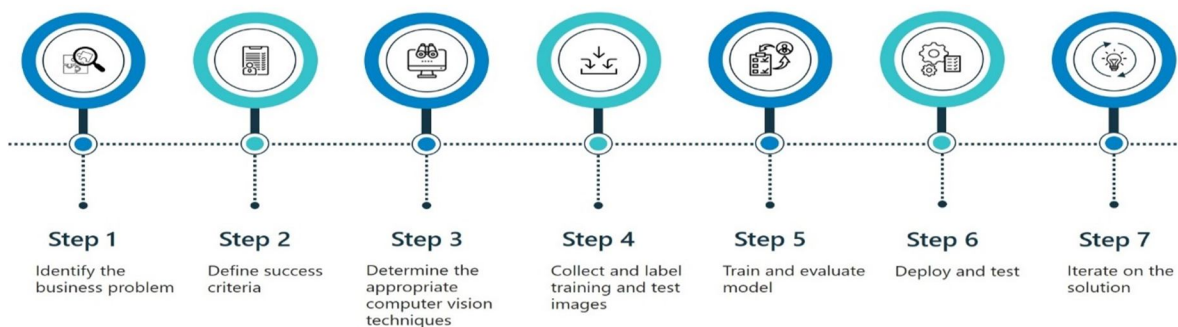 Step 1
Identify the
business problem
Step 2
Define success
criteria
Step 3
Determine the
appropriate
computer vision
techniques
Step 4
Collect and label
training and test
images
Step 5
Train and evaluate
model
Step 6
Deploy and test
Step 7
Iterate on the
solution